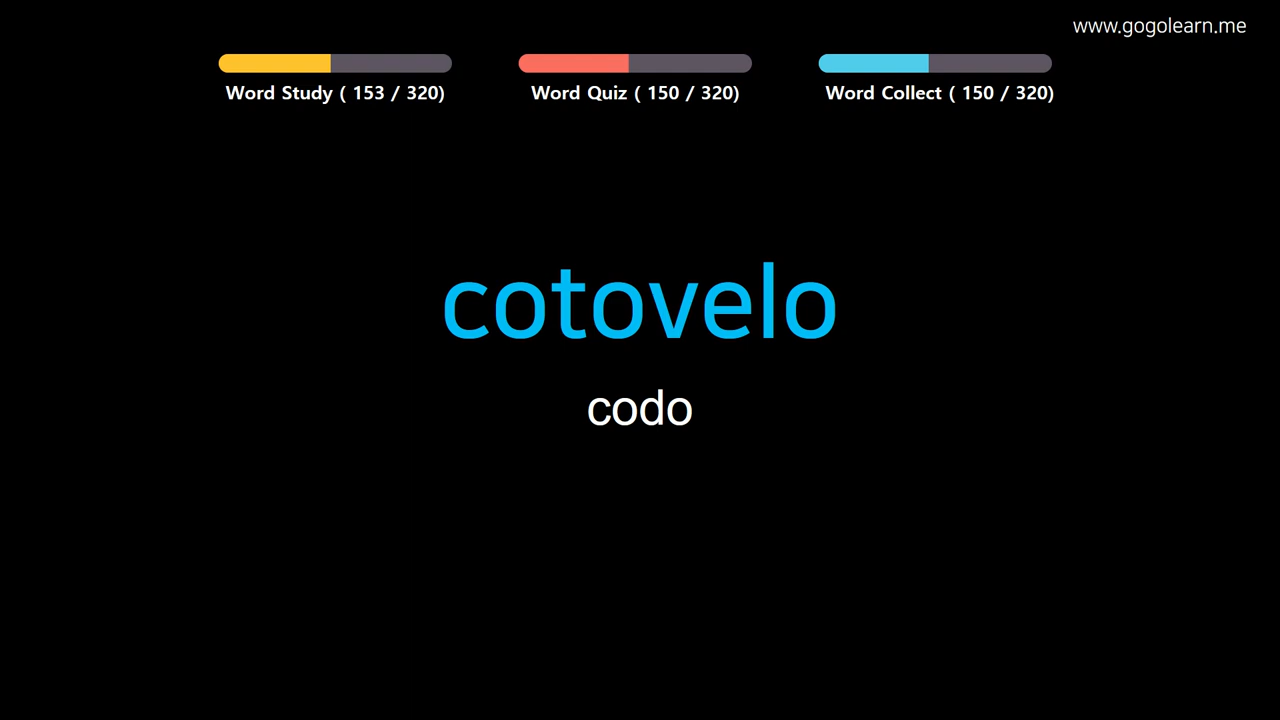 www.gogolearn.me
Word Study ( 153 / 320)
Word Quiz ( 150 / 320)
Word Collect ( 150 / 320)
cotovelo
codo